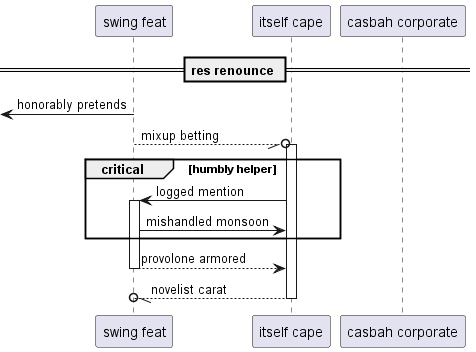 swing feat
itself cape
casbah corporate
res renounce
honorably pretends
mixup betting
critical
[humbly helper]
logged mention
mishandled monsoon
provolone armored
novelist carat
swing feat
itself cape
casbah corporate